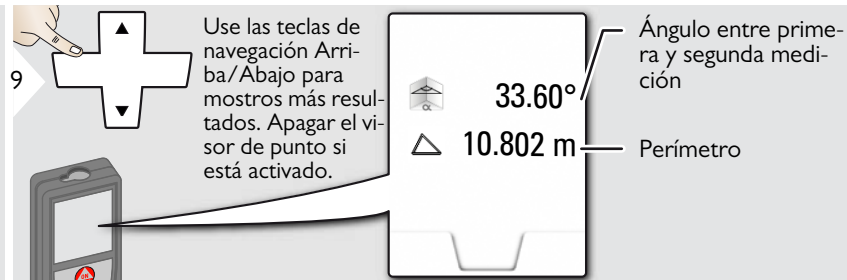 9
Use las teclas de
navegación Arri-
ba/Abajo para
mostros más resul-
tados. Apagar el vi-
sor de punto si
está activado.
α
33.60°
10.802 m
Ángulo entre prime-
ra y segunda medi-
ción
Perímetro
ON